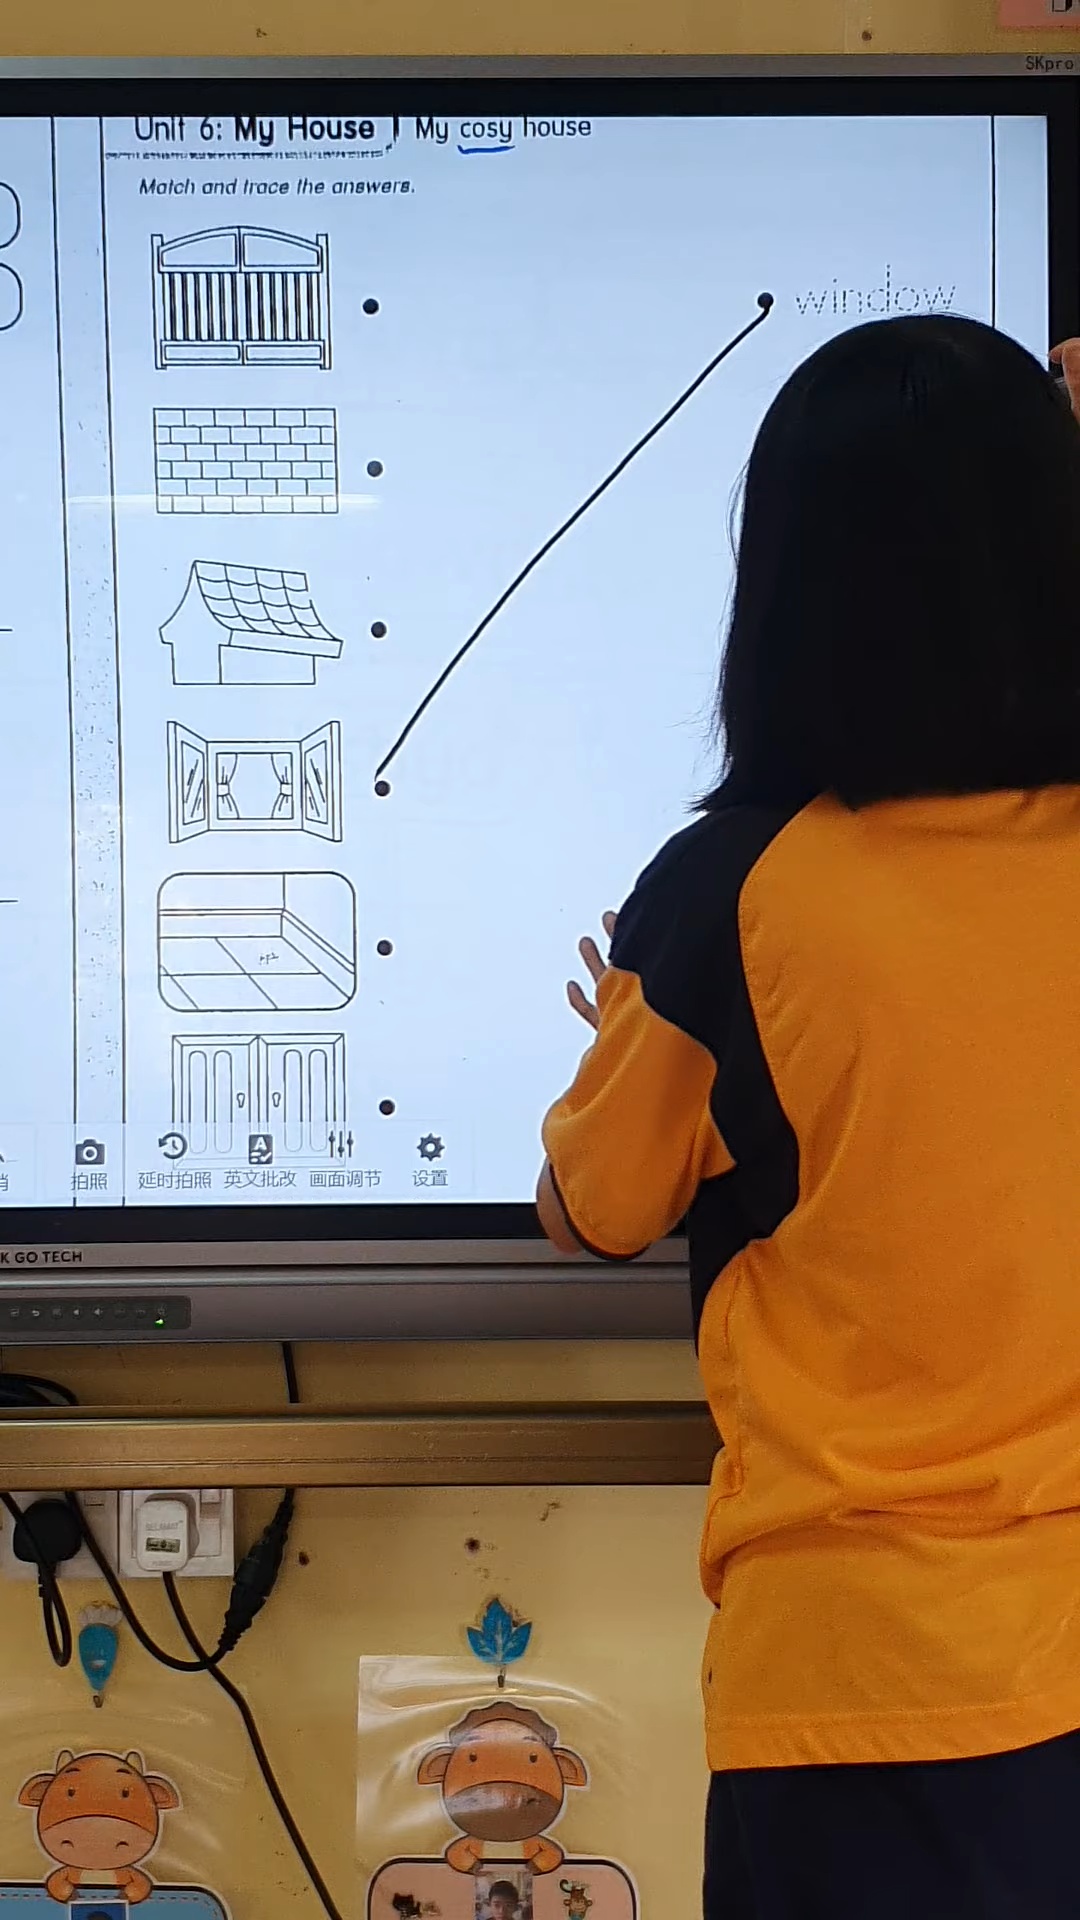 SKpro
Unit 6: My House | My cosy house
Match and trace the answers.
window
拍照
延时拍照
英文批改
画面调节
设置
K GO TECH